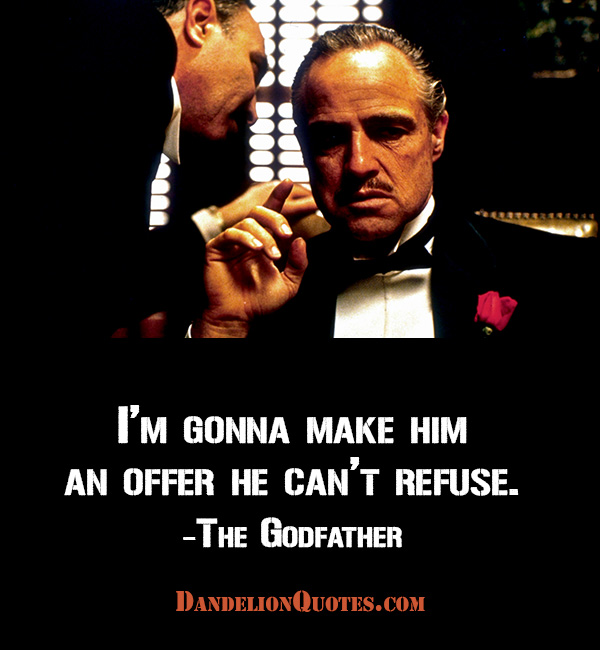 I'm gonna make him
an offer he can't refuse.
-The Godfather
DandelionQuotes.com